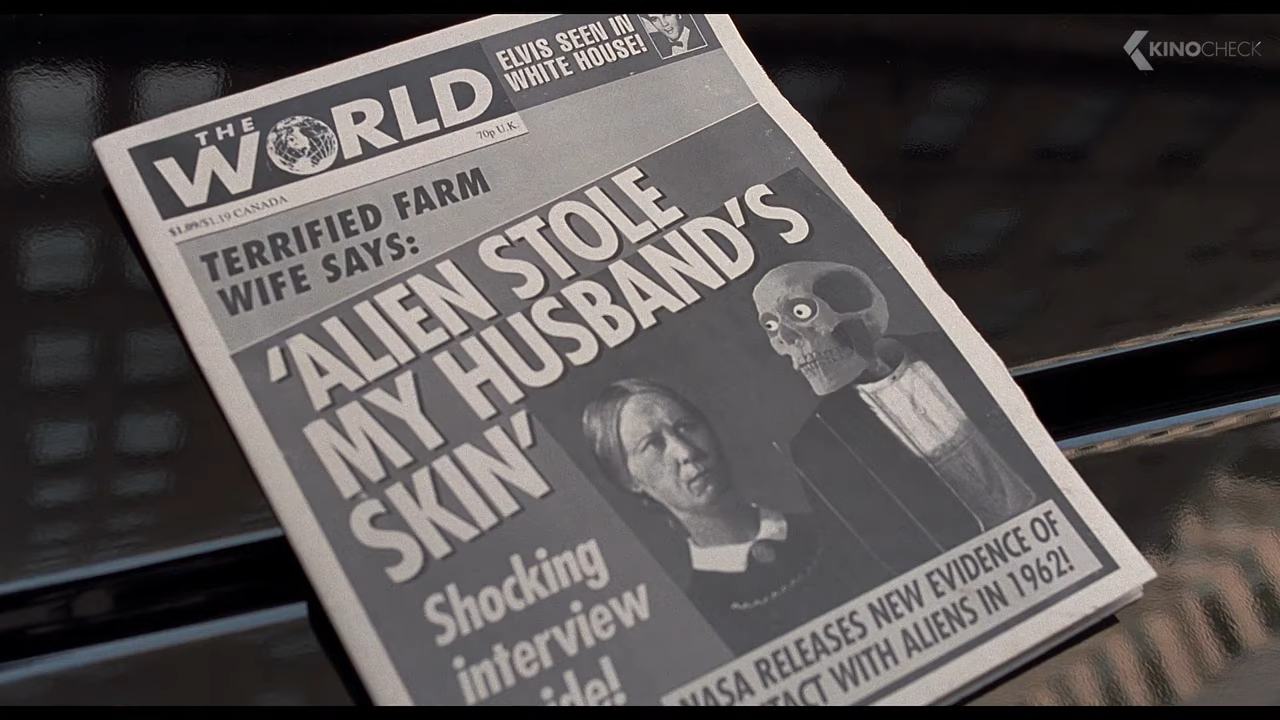 KINOCHECK
ELVIS SEEN IN
WHITE HOUSE!
THE
WORLD
70p U.K.
$1.09/$1.19 CANADA
TERRIFIED FARM
WIFE SAYS:
'ALIEN STOLE
MY HUSBAND'S
SKIN'
Shocking
interview
NASA RELEASES NEW EVIDENCE OF
WITH ALIENS IN 1962!